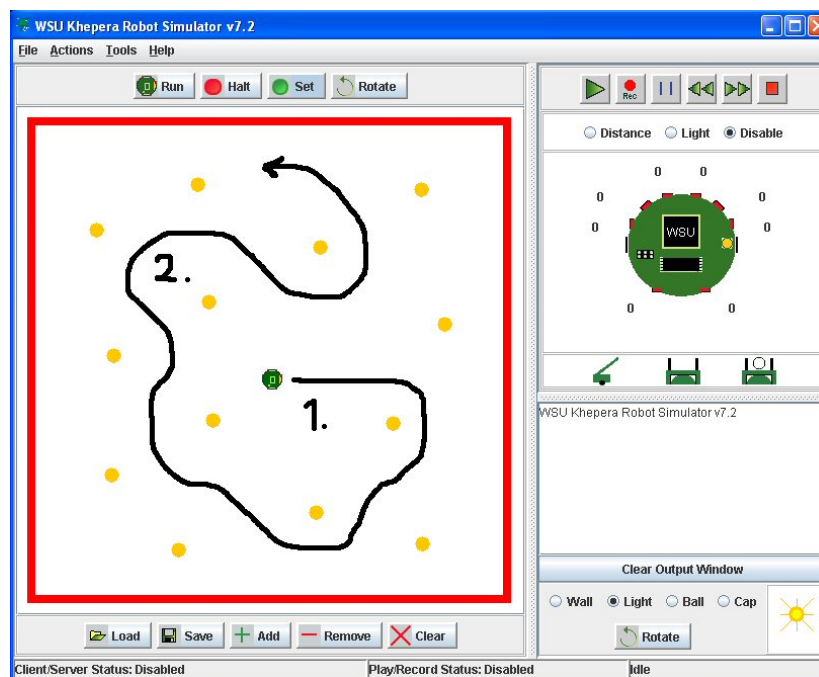 WSU Khepera Robot Simulator v7.2
File Actions Tools Help
Run Halt Set Rotate
Rec
Distance Light Disable
0 0
0 0
0 0
WSU
0 0
2.
1.
WSU Khepera Robot Simulator v7.2
Clear Output Window
Wall Light Ball Cap
Rotate
Load Save Add Remove Clear
Client/Server Status: Disabled Play/Record Status: Disabled Idle